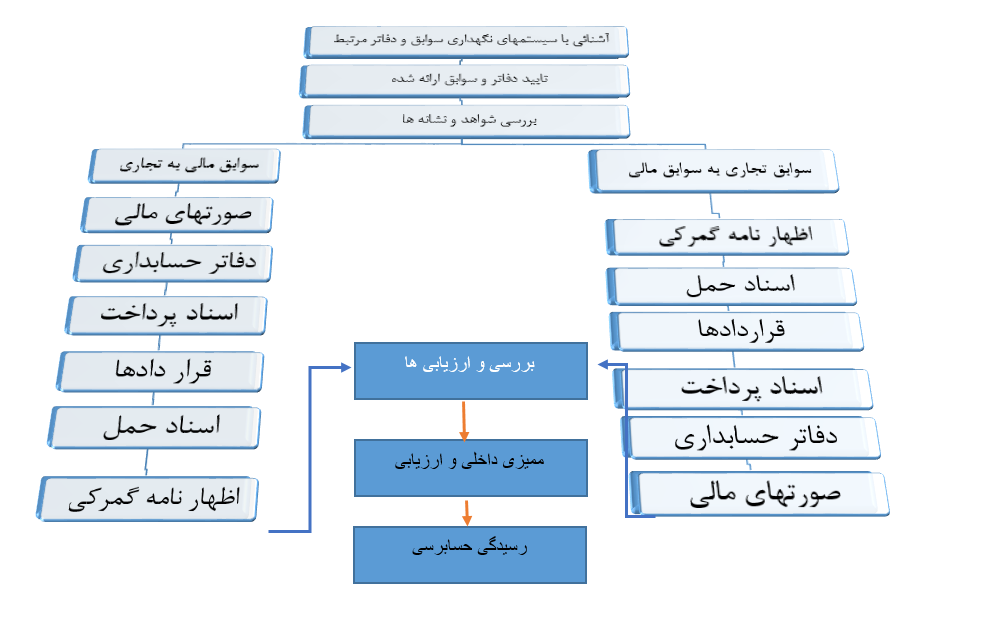 آشنائی با سیستمهای نگهداری سوابق و دفاتر مرتبط
تایید دفاتر و سوابق ارائه شده
بررسی شواهد و نشانه ها
سوابق تجاری به سوابق مالی
اظهار نامه گمرکی
اسناد حمل
قراردادها
اسناد پرداخت
دفاتر حسابداری
صورتهای مالی
سوابق مالی به تجاری
صورتهای مالی
دفاتر حسابداری
اسناد پرداخت
قرار دادها
اسناد حمل
اظهار نامه گمرکی
بررسی و ارزیابی ها
ممیزی داخلی و ارزیابی
رسیدگی حسابرسی